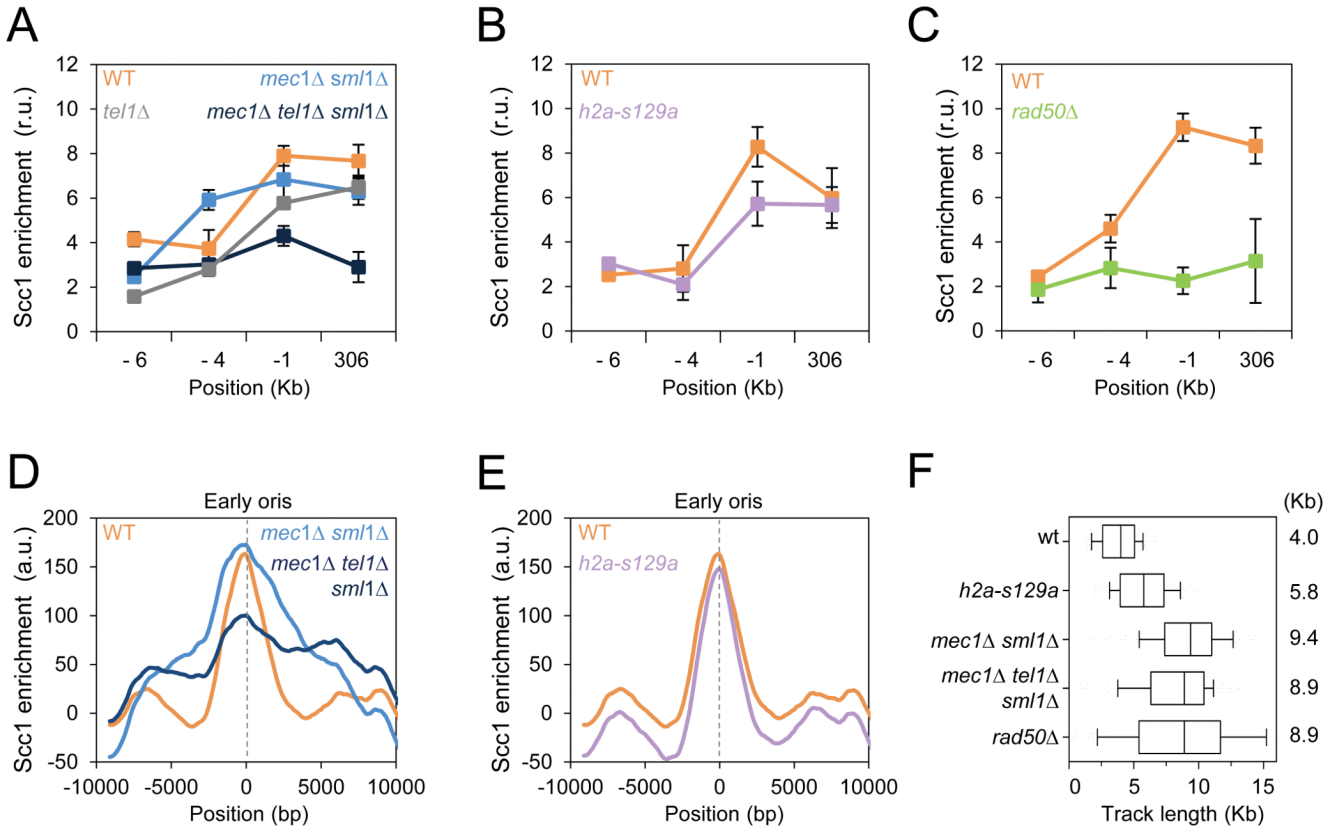 A
12
10
8
6
4
2
0
Scc1 enrichment (r.u.)
WT
mec1Δ sml1Δ
tel1Δ
mec1Δ tel1Δ sml1Δ
- 6 - 4 -1 306
Position (Kb)
B
12
10
8
6
4
2
0
Scc1 enrichment (r.u.)
WT
h2a-s129a
- 6 - 4 -1 306
Position (Kb)
C
12
10
8
6
4
2
0
Scc1 enrichment (r.u.)
WT
rad50Δ
- 6 - 4 -1 306
Position (Kb)
D
Early oris
200
150
100
50
0
-50
Scc1 enrichment (a.u.)
WT
mec1Δ sml1Δ
mec1Δ tel1Δ
sml1Δ
-10000 -5000 0 5000 10000
Position (bp)
E
Early oris
200
150
100
50
0
-50
Scc1 enrichment (a.u.)
WT
h2a-s129a
-10000 -5000 0 5000 10000
Position (bp)
F
(Kb)
wt 4.0
h2a-s129a 5.8
mec1Δ sml1Δ 9.4
mec1Δ tel1Δ
sml1Δ 8.9
rad50Δ 8.9
0 5 10 15
Track length (Kb)